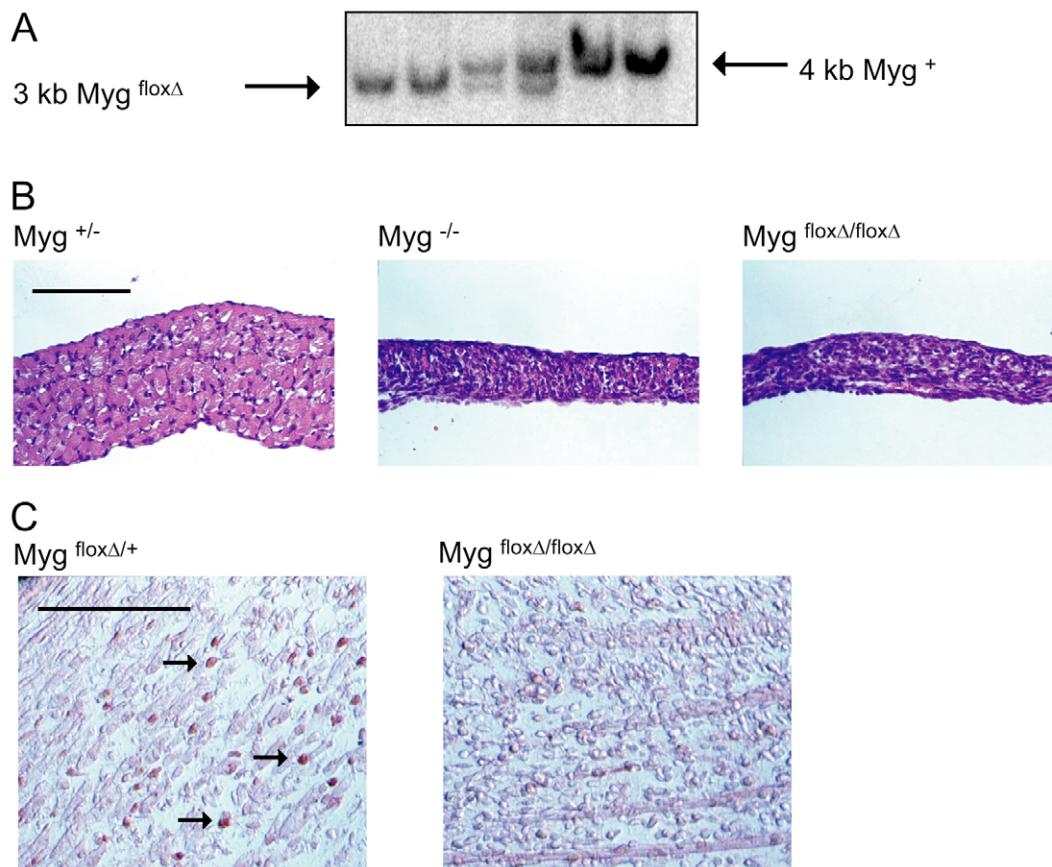 A
3 kb Myg floxΔ
4 kb Myg +
B
Myg +/-
Myg -/-
Myg floxΔ/floxΔ
C
Myg floxΔ/+
Myg floxΔ/floxΔ